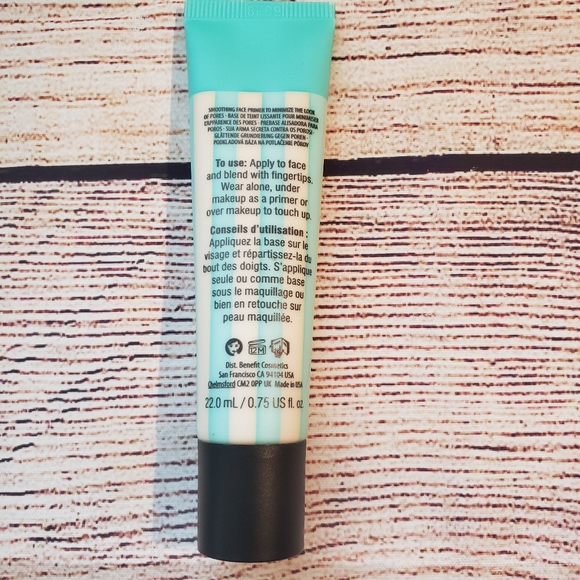 SMOOTHING FACE PRIMER TO MINIMIZE THE LOOK
OF PORES • BASE DE TEINT LISSANTE POUR MINIMISER
L'APPARENCE DES PORES • PREBASE ALISADORA PARA
POROS • SUA ARMA SECRETA CONTRA OS POROS
GLÄTTENDE GRUNDIERUNG GEGEN POREN •
PODKLADOVÁ BÁZA NA POTLAČENIE PÓROV
To use: Apply to face
and blend with fingertips.
Wear alone, under
makeup as a primer or
over makeup to touch up.
Conseils d'utilisation :
Appliquez la base sur le
visage et répartissez-la du
bout des doigts. S'applique
seule ou comme base
sous le maquillage ou
bien en retouche sur
peau maquillée.
12M
Dist. Benefit Cosmetics
San Francisco CA 94104 USA
Chelmsford CM2 0PP UK Made in USA
22.0 mL / 0.75 US fl. oz.